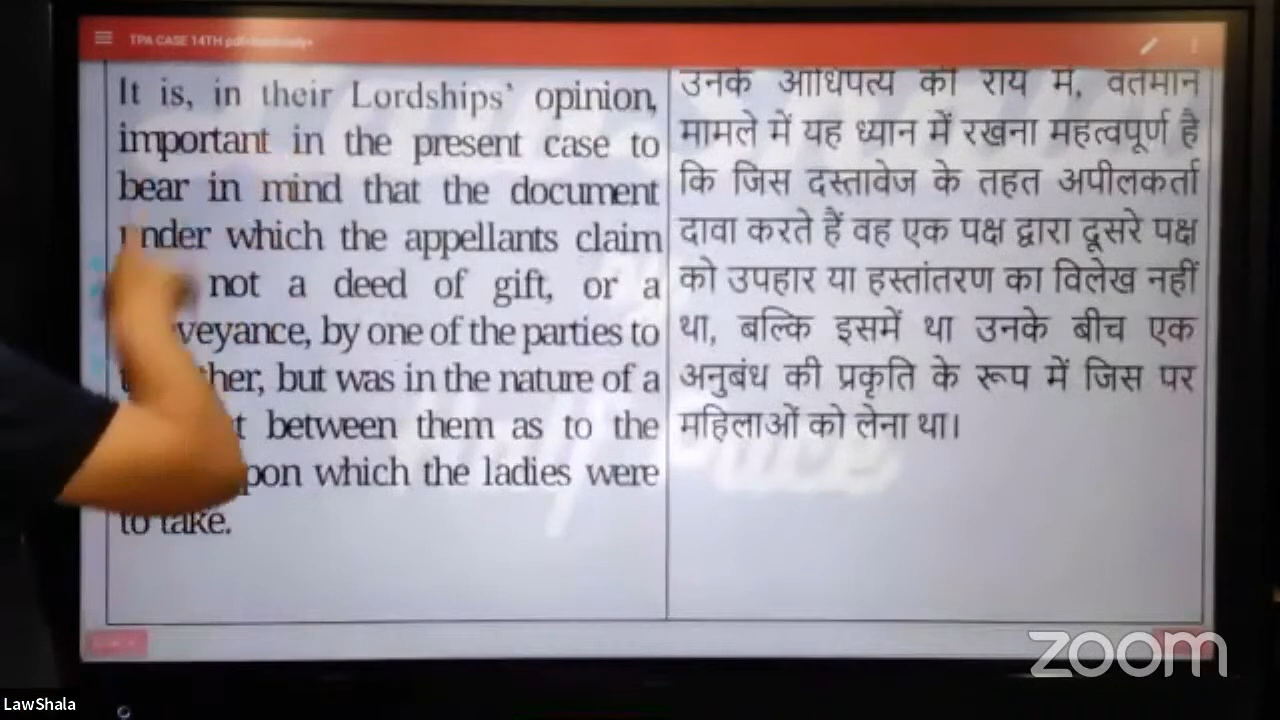 TPA CASE 14TH
It is, in their Lordships' opinion,
important in the present case to
bear in mind that the document
under which the appellants claim
not a deed of gift, or a
veyance, by one of the parties to
her, but was in the nature of a
t between them as to the
pon which the ladies were
to take.
उनके आधिपत्य की राय में, वर्तमान
मामले में यह ध्यान में रखना महत्वपूर्ण है
कि जिस दस्तावेज के तहत अपीलकर्ता
दावा करते हैं वह एक पक्ष द्वारा दूसरे पक्ष
को उपहार या हस्तांतरण का विलेख नहीं
था, बल्कि इसमें था उनके बीच एक
अनुबंध की प्रकृति के रूप में जिस पर
महिलाओं को लेना था।
zoom
LawShala